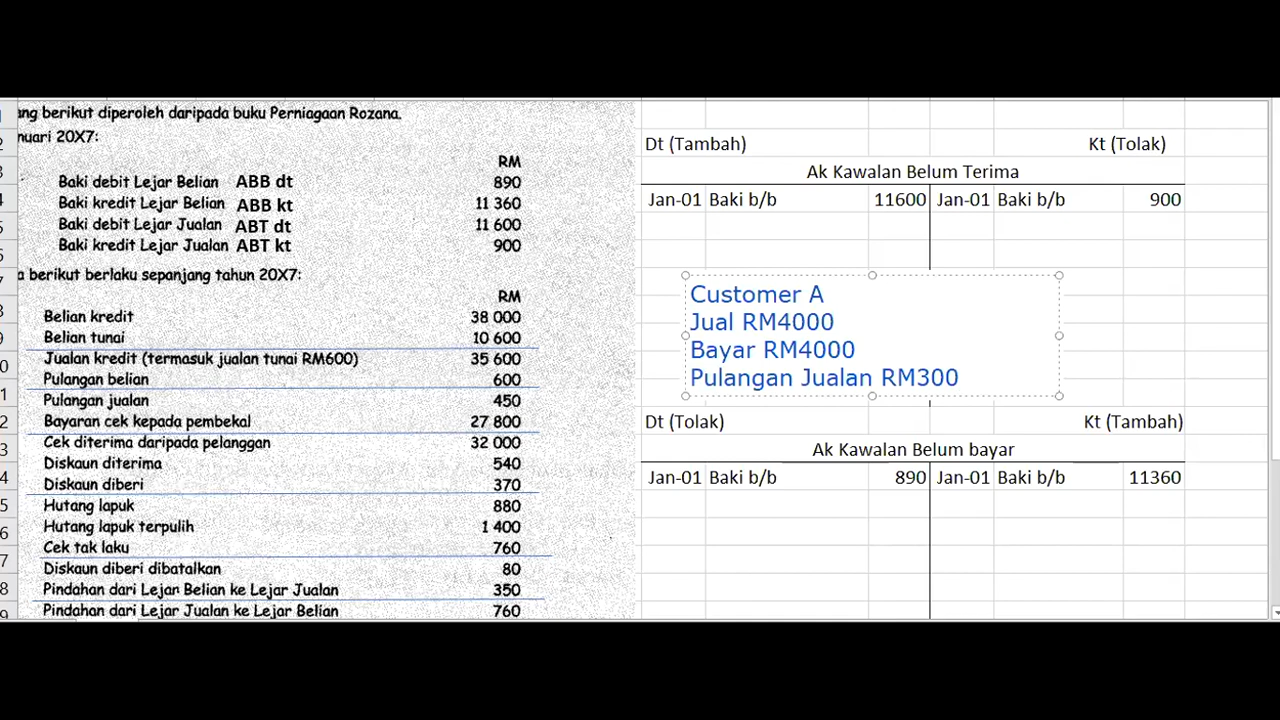 ang berikut diperoleh daripada buku Perniagaan Rozana.
nuari 20X7:
RM
Baki debit Lejar Belian ABB dt 890
Baki kredit Lejar Belian ABB kt 11 360
Baki debit Lejar Jualan ABT dt 11 600
Baki kredit Lejar Jualan ABT kt 900
a berikut berlaku sepanjang tahun 20X7:
RM
Belian kredit 38 000
Belian tunai 10 600
Jualan kredit (termasuk jualan tunai RM600) 35 600
Pulangan belian 600
Pulangan jualan 450
Bayaran cek kepada pembekal 27 800
Cek diterima daripada pelanggan 32 000
Diskaun diterima 540
Diskaun diberi 370
Hutang lapuk 880
Hutang lapuk terpulih 1 400
Cek tak laku 760
Diskaun diberi dibatalkan 80
Pindahan dari Lejar Belian ke Lejar Jualan 350
Pindahan dari Lejar Jualan ke Lejar Belian 760
Dt (Tambah) Kt (Tolak)
Ak Kawalan Belum Terima
Jan-01 Baki b/b 11600 Jan-01 Baki b/b 900
Customer A
Jual RM4000
Bayar RM4000
Pulangan Jualan RM300
Dt (Tolak) Kt (Tambah)
Ak Kawalan Belum bayar
Jan-01 Baki b/b 890 Jan-01 Baki b/b 11360